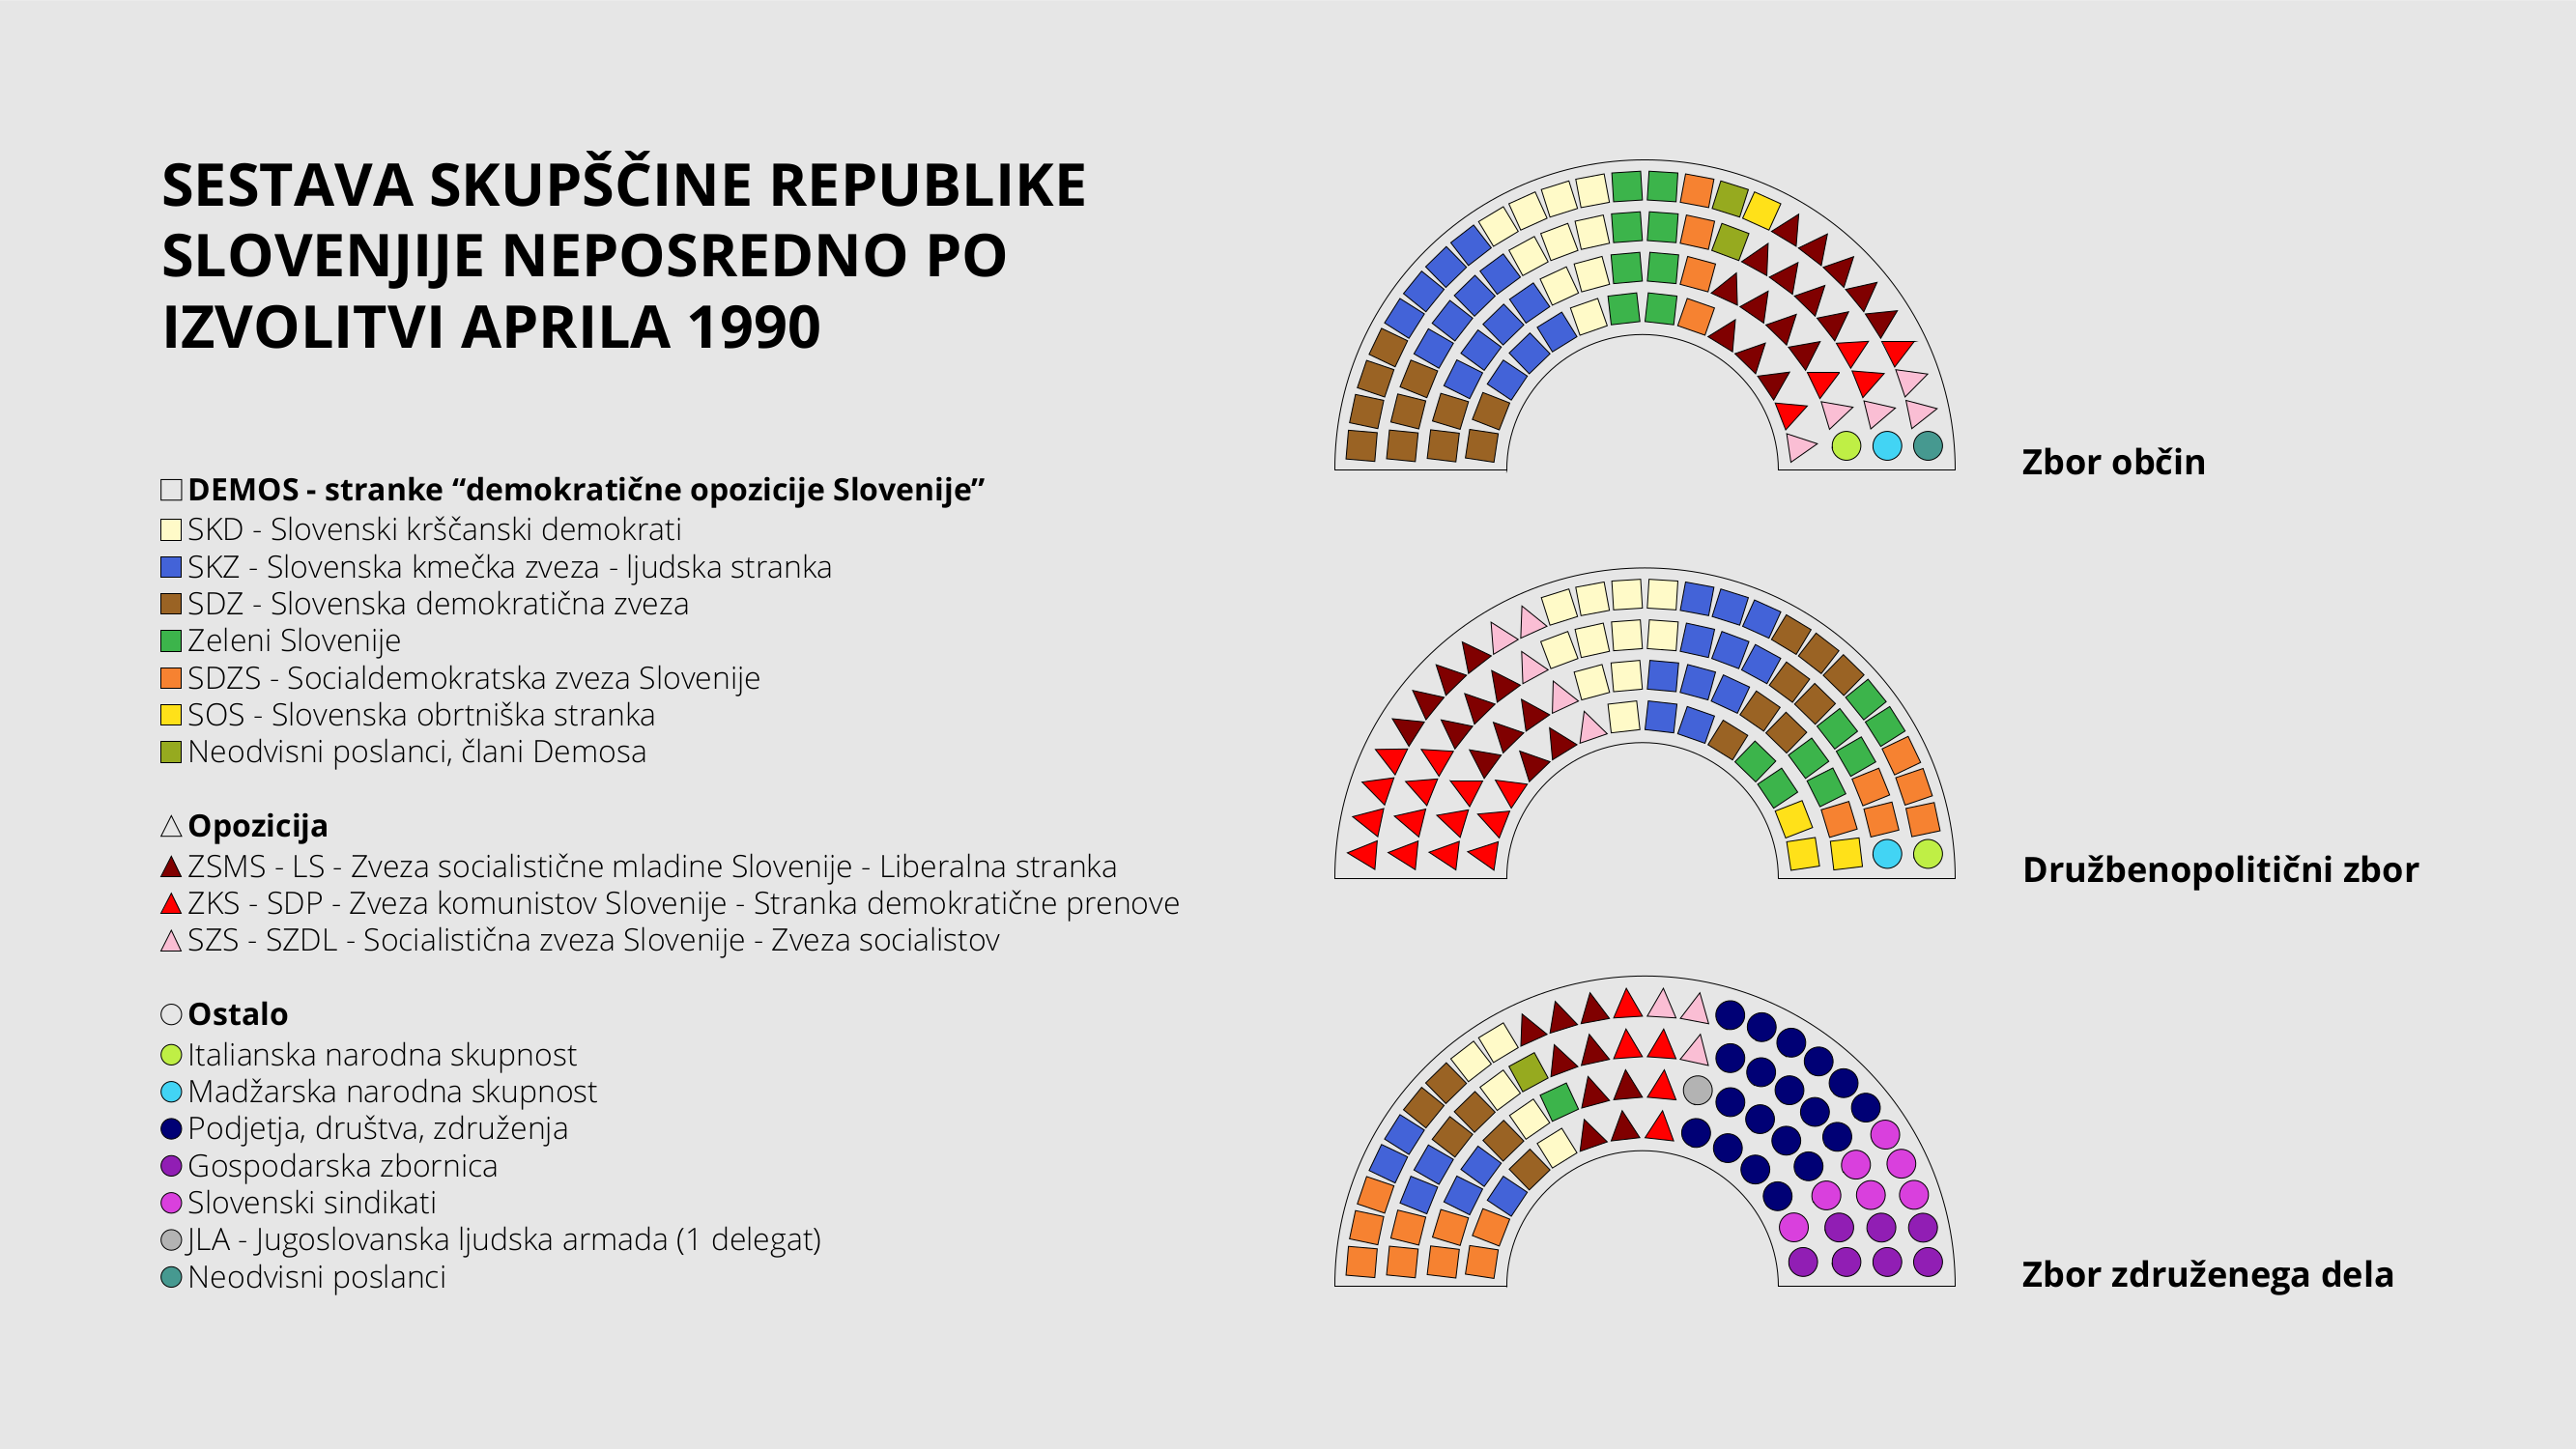 SESTAVA SKUPŠČINE REPUBLIKE
SLOVENJIJE NEPOSREDNO PO
IZVOLITVI APRILA 1990
DEMOS - stranke “demokratične opozicije Slovenije”
SKD - Slovenski krščanski demokrati
SKZ - Slovenska kmečka zveza - ljudska stranka
SDZ - Slovenska demokratična zveza
Zeleni Slovenije
SDZS - Socialdemokratska zveza Slovenije
SOS - Slovenska obrtniška stranka
Neodvisni poslanci, člani Demosa
Opozicija
ZSMS - LS - Zveza socialistične mladine Slovenije - Liberalna stranka
ZKS - SDP - Zveza komunistov Slovenije - Stranka demokratične prenove
SZS - SZDL - Socialistična zveza Slovenije - Zveza socialistov
Ostalo
Italianska narodna skupnost
Madžarska narodna skupnost
Podjetja, društva, združenja
Gospodarska zbornica
Slovenski sindikati
JLA - Jugoslovanska ljudska armada (1 delegat)
Neodvisni poslanci
Zbor občin
Družbenopolitični zbor
Zbor združenega dela